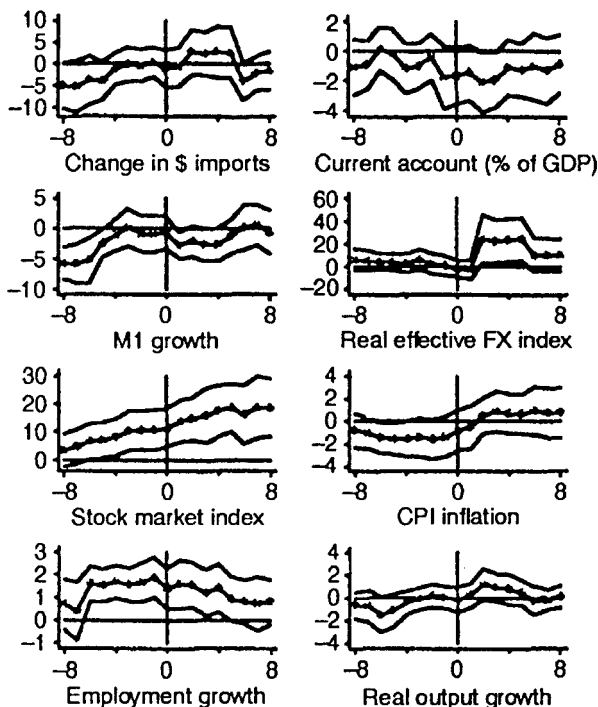 10
5
0
−5
−10
−8 0 8
Change in $ imports
2
0
−2
−4
−8 0 8
Current account (% of GDP)
5
0
−5
−10
−8 0 8
M1 growth
60
40
20
0
−20
−8 0 8
Real effective FX index
30
20
10
0
−8 0 8
Stock market index
4
2
0
−2
−4
−8 0 8
CPI inflation
3
2
1
0
−1
−8 0 8
Employment growth
4
2
0
−2
−4
−8 0 8
Real output growth